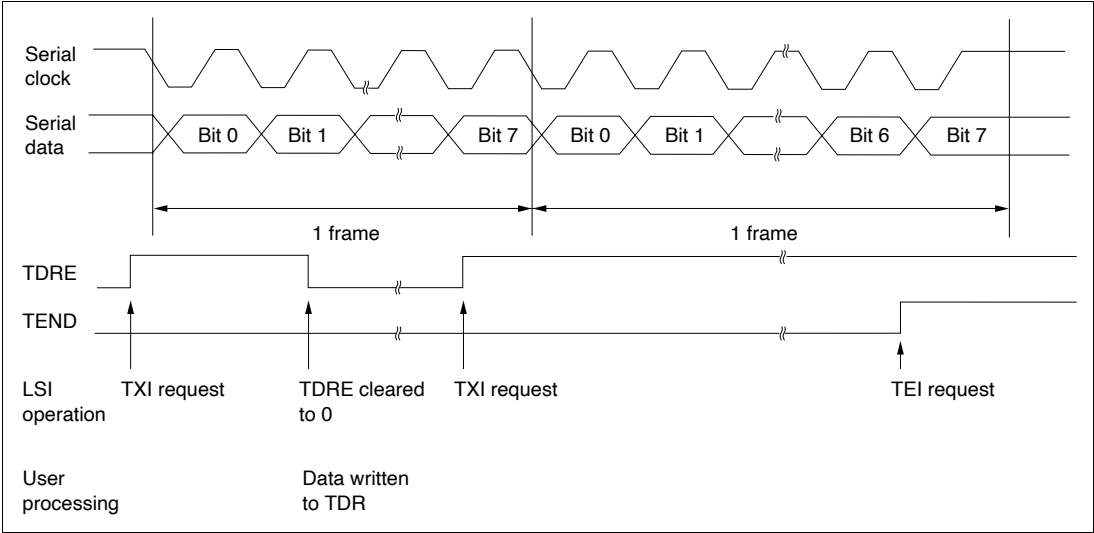 Serial
clock
Serial
data
Bit 0
Bit 1
Bit 7
Bit 0
Bit 1
Bit 6
Bit 7
1 frame
1 frame
TDRE
TEND
LSI
operation
TXI request
TDRE cleared
to 0
TXI request
TEI request
User
processing
Data written
to TDR